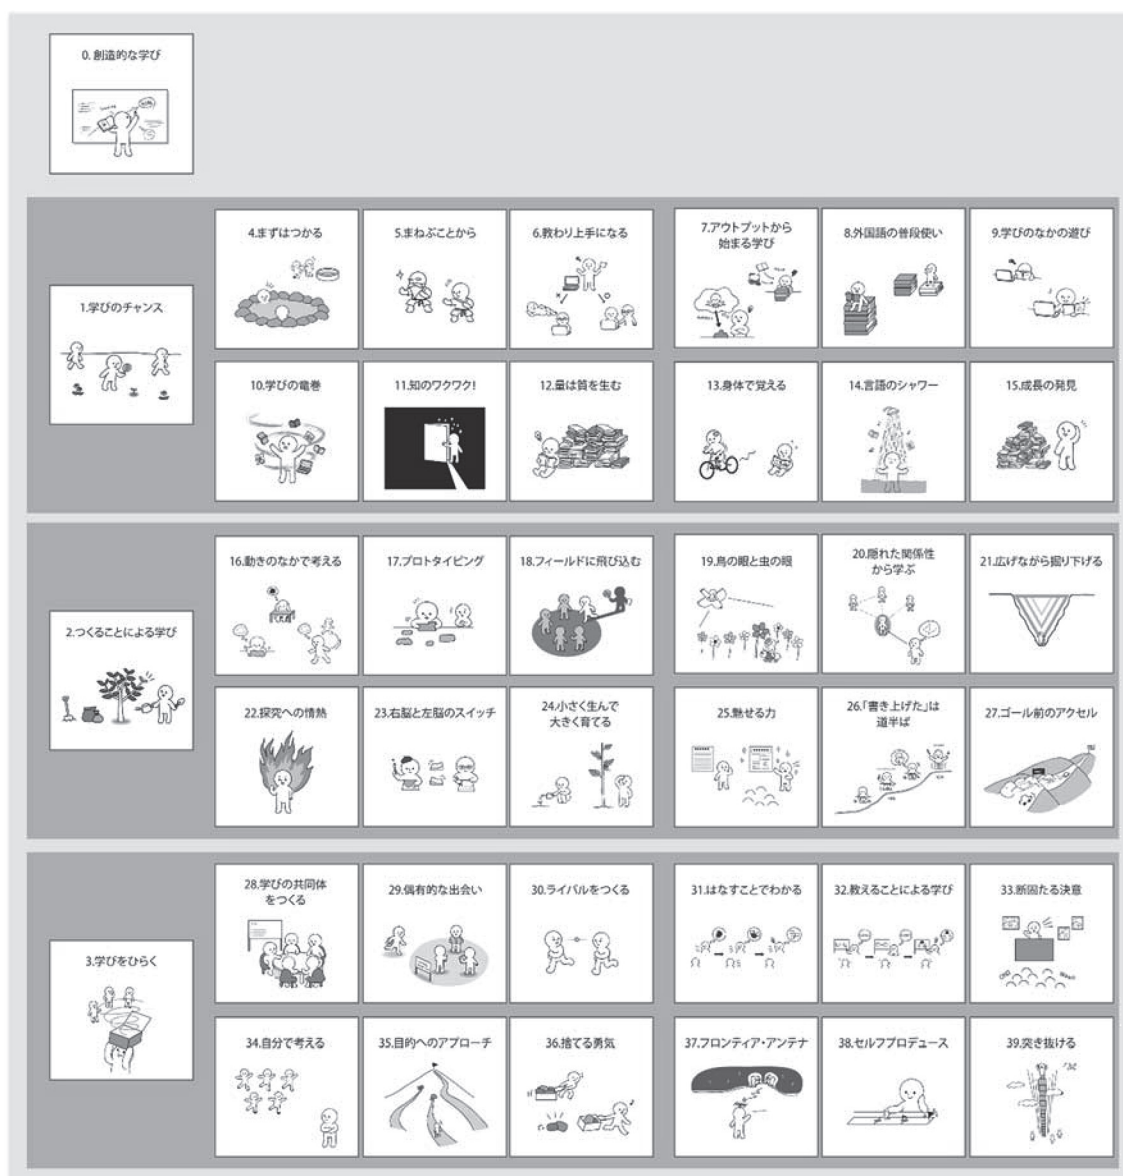 0. 創造的な学び
1.学びのチャンス
4.まずはつかる
5.まねぶことから
6.教わり上手になる
7.アウトプットから
始まる学び
8.外国語の普段使い
9.学びのなかの遊び
10.学びの竜巻
11.知のワクワク!
12.量は質を生む
13.身体で覚える
14.言語のシャワー
15.成長の発見
2.つくることによる学び
16.動きのなかで考える
17.プロトタイピング
18.フィールドに飛び込む
19.鳥の眼と虫の眼
20.隠れた関係性
から学ぶ
21.広げながら掘り下げる
22.探究への情熱
23.右脳と左脳のスイッチ
24.小さく生んで
大きく育てる
25.魅せる力
26.「書き上げた」は
道半ば
27.ゴール前のアクセル
3.学びをひらく
28.学びの共同体
をつくる
29.偶有的な出会い
30.ライバルをつくる
31.はなすことでわかる
32.教えることによる学び
33.断固たる決意
34.自分で考える
35.目的へのアプローチ
36.捨てる勇気
37.フロンティア・アンテナ
38.セルフプロデュース
39.突き抜ける